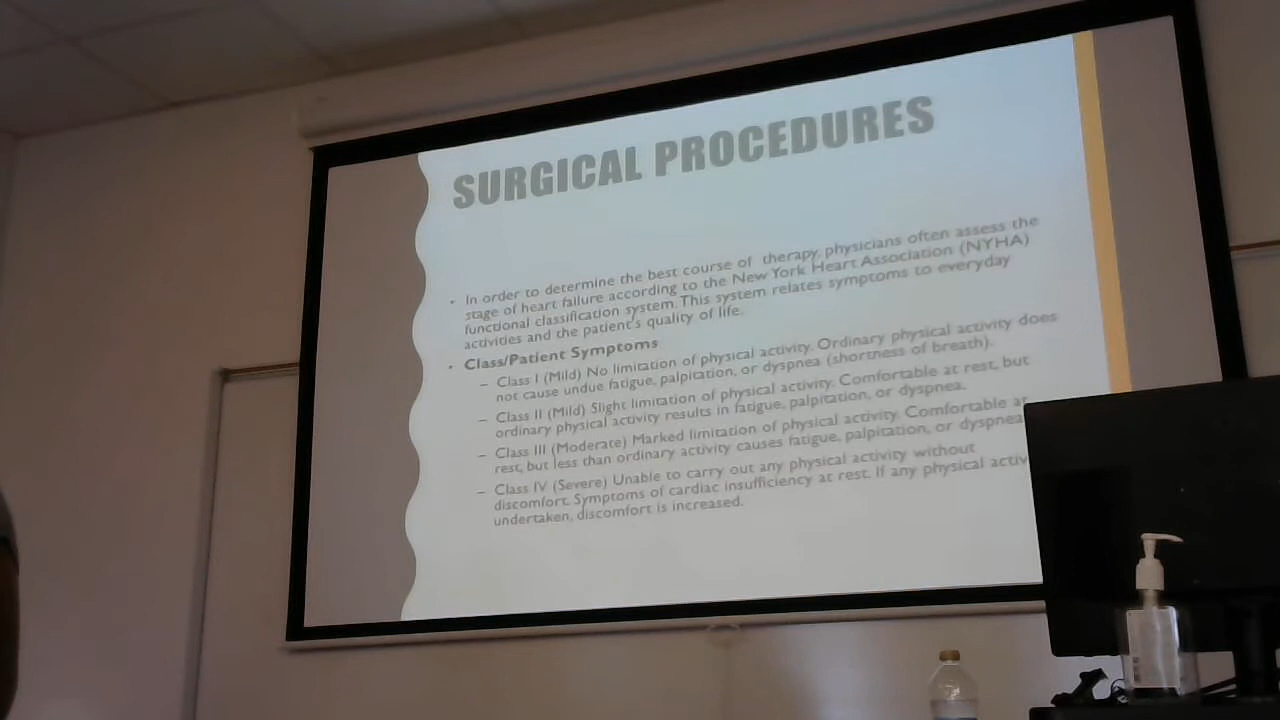 SURGICAL PROCEDURES
• In order to determine the best course of therapy, physicians often assess the
stage of heart failure according to the New York Heart Association (NYHA)
functional classification system. This system relates symptoms to everyday
activities and the patient's quality of life.
• Class/Patient Symptoms
– Class I (Mild) No limitation of physical activity. Ordinary physical activity does
not cause undue fatigue, palpitation, or dyspnea (shortness of breath).
– Class II (Mild) Slight limitation of physical activity. Comfortable at rest, but
ordinary physical activity results in fatigue, palpitation, or dyspnea.
– Class III (Moderate) Marked limitation of physical activity. Comfortable at
rest, but less than ordinary activity causes fatigue, palpitation, or dyspnea
– Class IV (Severe) Unable to carry out any physical activity without
discomfort. Symptoms of cardiac insufficiency at rest. If any physical activ
undertaken, discomfort is increased.